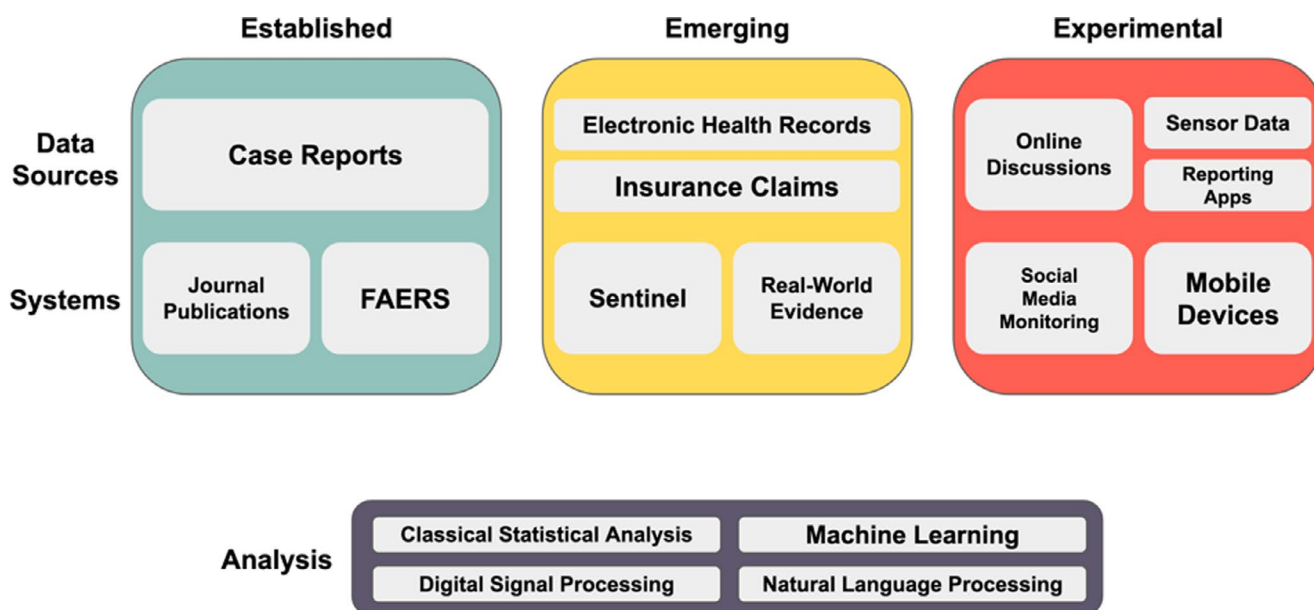 Established
Emerging
Experimental
Data
Sources
Case Reports
Electronic Health Records
Insurance Claims
Online
Discussions
Sensor Data
Reporting
Apps
Systems
Journal
Publications
FAERS
Sentinel
Real-World
Evidence
Social
Media
Monitoring
Mobile
Devices
Analysis
Classical Statistical Analysis
Machine Learning
Digital Signal Processing
Natural Language Processing